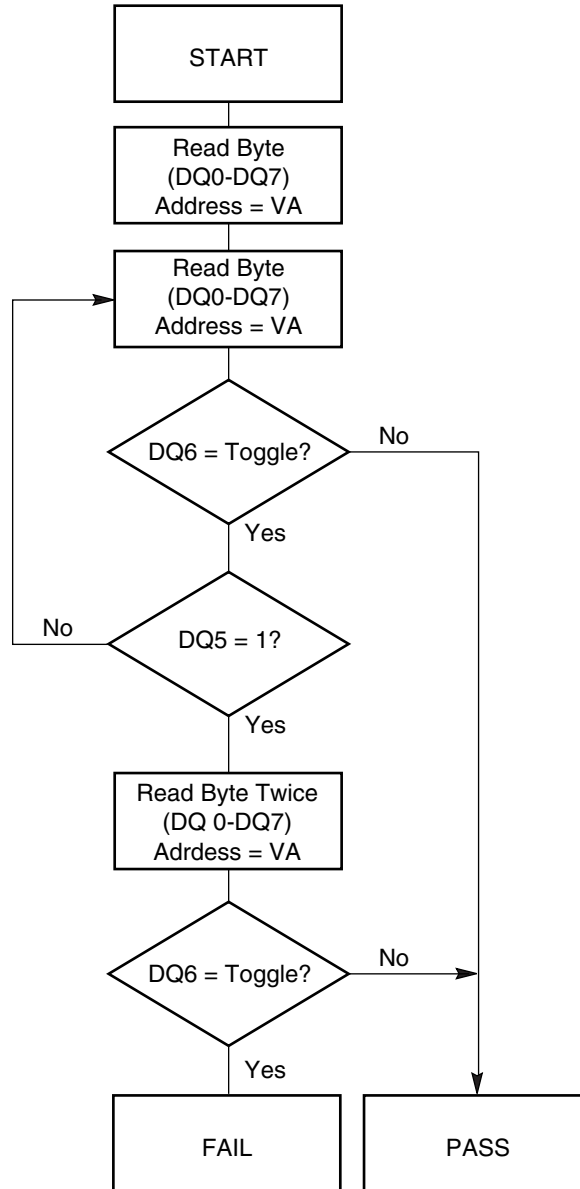 START
Read Byte
(DQ0-DQ7)
Address = VA
Read Byte
(DQ0-DQ7)
Address = VA
DQ6 = Toggle?
No
Yes
No
DQ5 = 1?
Yes
Read Byte Twice
(DQ 0-DQ7)
Adrdess = VA
DQ6 = Toggle?
No
Yes
FAIL
PASS